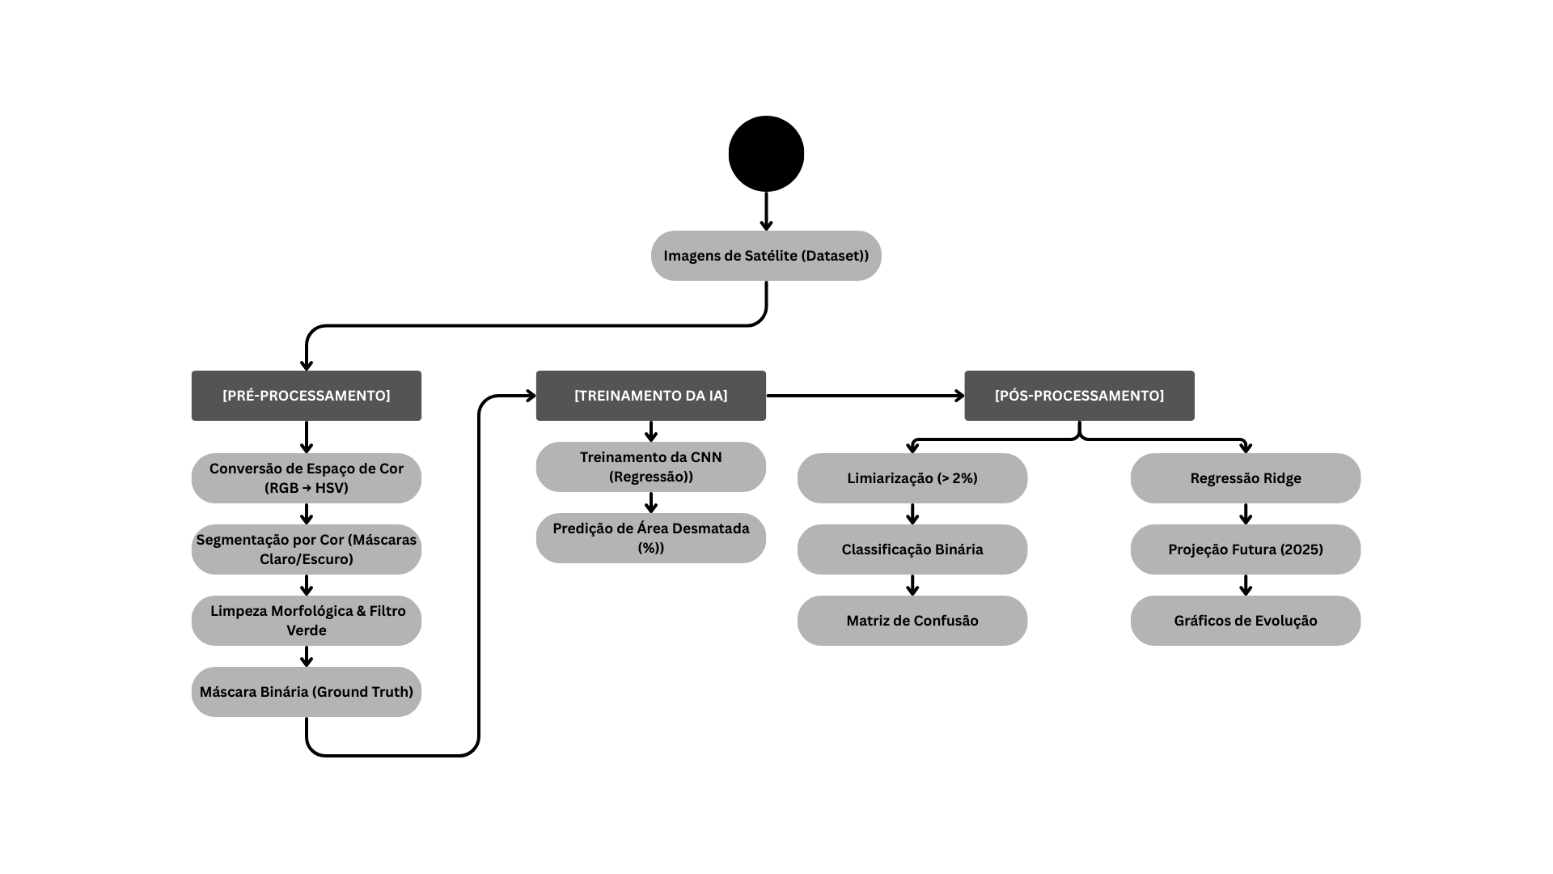 Imagens de Satélite (Dataset))
[PRÉ-PROCESSAMENTO]
Conversão de Espaço de Cor
(RGB → HSV)
Segmentação por Cor (Máscaras
Claro/Escuro)
Limpeza Morfológica & Filtro
Verde
Máscara Binária (Ground Truth)
[TREINAMENTO DA IA]
Treinamento da CNN
(Regressão))
Predição de Área Desmatada
(%))
[PÓS-PROCESSAMENTO]
Limiarização (> 2%)
Classificação Binária
Matriz de Confusão
Regressão Ridge
Projeção Futura (2025)
Gráficos de Evolução